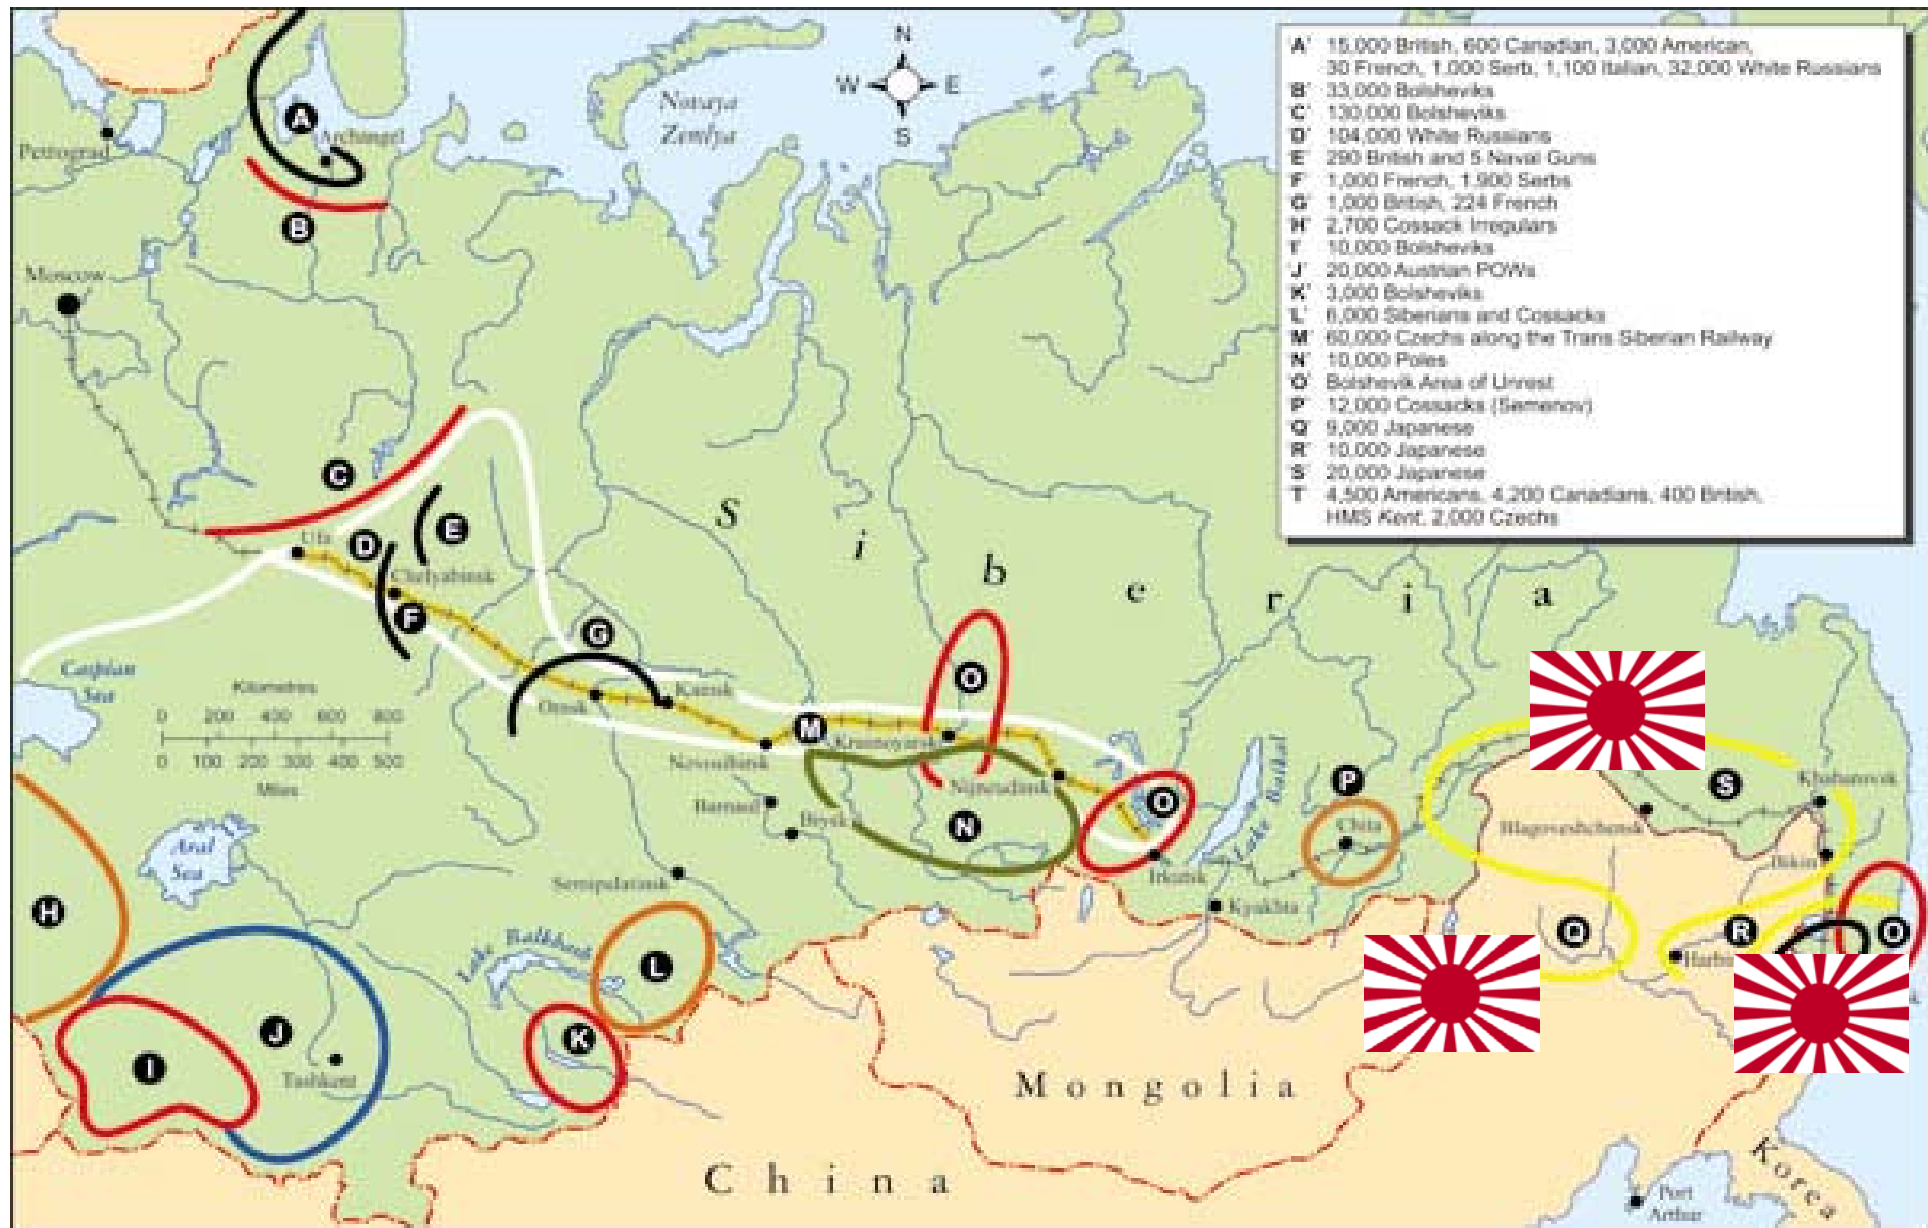 N
W E
S
'A' 15,000 British, 600 Canadian, 3,000 American,
30 French, 1,000 Serb, 1,100 Italian, 32,000 White Russians
'B' 33,000 Bolsheviks
'C' 130,000 Bolsheviks
'D' 104,000 White Russians
'E' 290 British and 5 Naval Guns
'F' 1,000 French, 1,900 Serbs
'G' 1,000 British, 224 French
'H' 2,700 Cossack Irregulars
'I' 10,000 Bolsheviks
'J' 20,000 Austrian POWs
'K' 3,000 Bolsheviks
'L' 6,000 Siberians and Cossacks
'M' 60,000 Czechs along the Trans Siberian Railway
'N' 10,000 Poles
'O' Bolshevik Area of Unrest
'P' 12,000 Cossacks (Semenov)
'Q' 9,000 Japanese
'R' 10,000 Japanese
'S' 20,000 Japanese
'T' 4,500 Americans, 4,200 Canadians, 400 British,
HMS Kent, 2,000 Czechs
Novaya
Zemlya
A
Archangel
Petrograd
B
Moscow
C
Siberia
E
D
Ufa
Chelyabinsk
F
G
O
Caspian
Sea
Kilometres
0 200 400 600 800
0 100 200 300 400 500
Miles
Omsk
Kainsk
M
Krasnoyarsk
Novosibirsk
Nijneudinsk
Barnaul
Biysk
N
O
Lake Baikal
P
Chita
S
Khabarovsk
Blagoveshchensk
Bikin
Irkutsk
Kyakhta
Aral
Sea
Semipalatinsk
H
Lake Balkhash
L
Q
R
O
Harbin
J
K
I
Tashkent
Mongolia
China
Korea
Port
Arthur